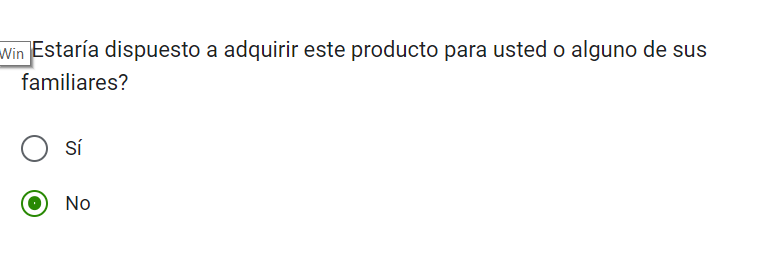 Win Estaría dispuesto a adquirir este producto para usted o alguno de sus
familiares?
Sí
No